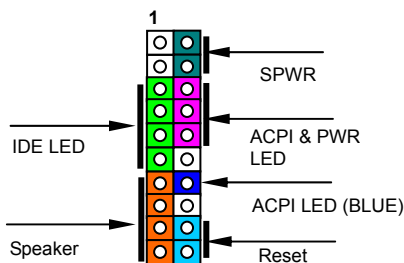 1
SPWR
IDE LED
ACPI & PWR
LED
ACPI LED (BLUE)
Speaker
Reset